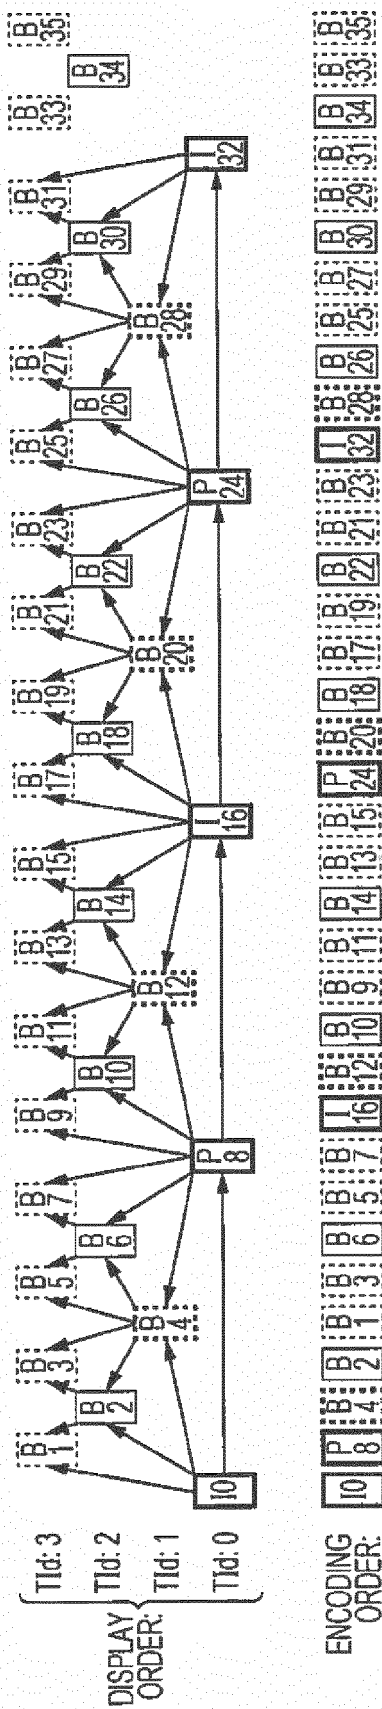 DISPLAY
ORDER:
TId: 3
B
1
B
3
B
5
B
7
B
9
B
11
B
13
B
15
B
17
B
19
B
21
B
23
B
25
B
27
B
29
B
31
B
33
B
35
TId: 2
B
2
B
6
B
10
B
14
B
18
B
22
B
26
B
30
B
34
TId: 1
B
4
B
12
B
20
B
28
TId: 0
I0
P
8
I
16
P
24
I
32
ENCODING
ORDER:
I0
P
8
B
4
B
2
B
1
B
3
B
6
B
5
B
7
I
16
B
12
B
10
B
9
B
11
B
14
B
13
B
15
P
24
B
20
B
18
B
17
B
19
B
22
B
21
B
23
I
32
B
28
B
26
B
25
B
27
B
30
B
29
B
31
B
34
B
33
B
35